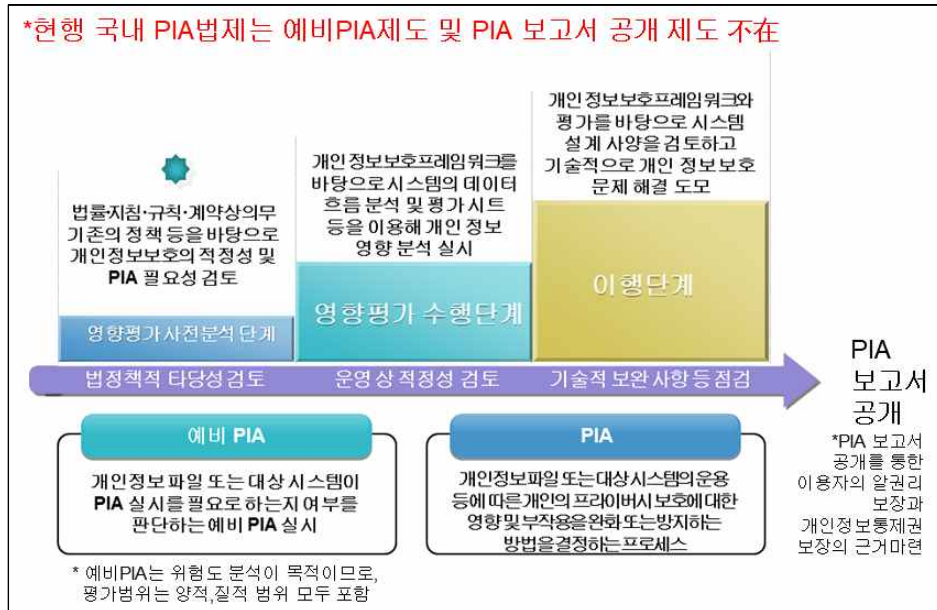 *현행 국내 PIA법제는 예비PIA제도 및 PIA 보고서 공개 제도 不在
법률·지침·규칙·계약상의무
기존의 정책 등을 바탕으로
개인정보보호의 적정성 및
PIA 필요성 검토
영향평가 사전분석 단계
개인정보보호프레임워크를
바탕으로 시스템의 데이터
흐름 분석 및 평가 시트
등을 이용해 개인 정보
영향 분석 실시
영향평가 수행단계
개인 정보보호프레임 워크와
평가를 바탕으로 시스템
설계 사양을 검토하고
기술적으로 개인 정보 보호
문제 해결 도모
이행단계
법정책적 타당성 검토
운영 상 적정성 검토
기술적 보완 사항 등 점검
PIA
보고서
공개
*PIA 보고서
공개를 통한
이용자의 알권리
보장과
개인정보통제권
보장의 근거마련
예비 PIA
개인정보 파일 또는 대상 시스템이
PIA 실시를 필요로 하는지 여부를
판단하는 예비 PIA 실시
PIA
개인정보파일 또는 대상 시스템의 운용
등에 따른 개인의 프라이버시 보호에 대한
영향 및 부작용을 완화 또는 방지하는
방법을 결정하는 프로세스
* 예비PIA는 위험도 분석이 목적이므로,
평가범위는 양적,질적 범위 모두 포함